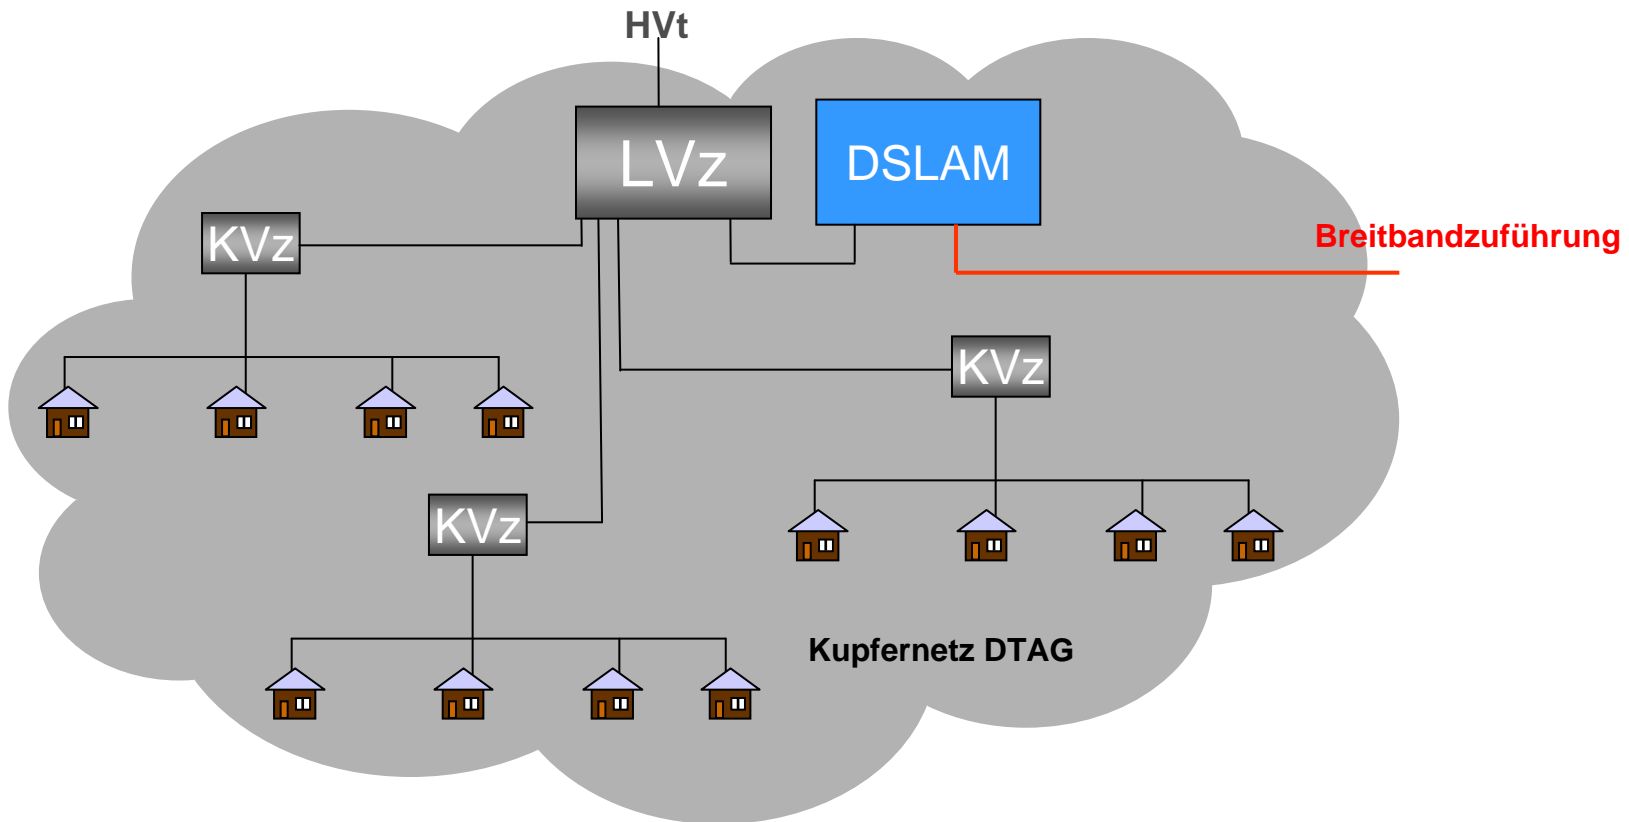 HVt
LVz
DSLAM
KVz
Breitbandzuführung
KVz
KVz
Kupfernetz DTAG